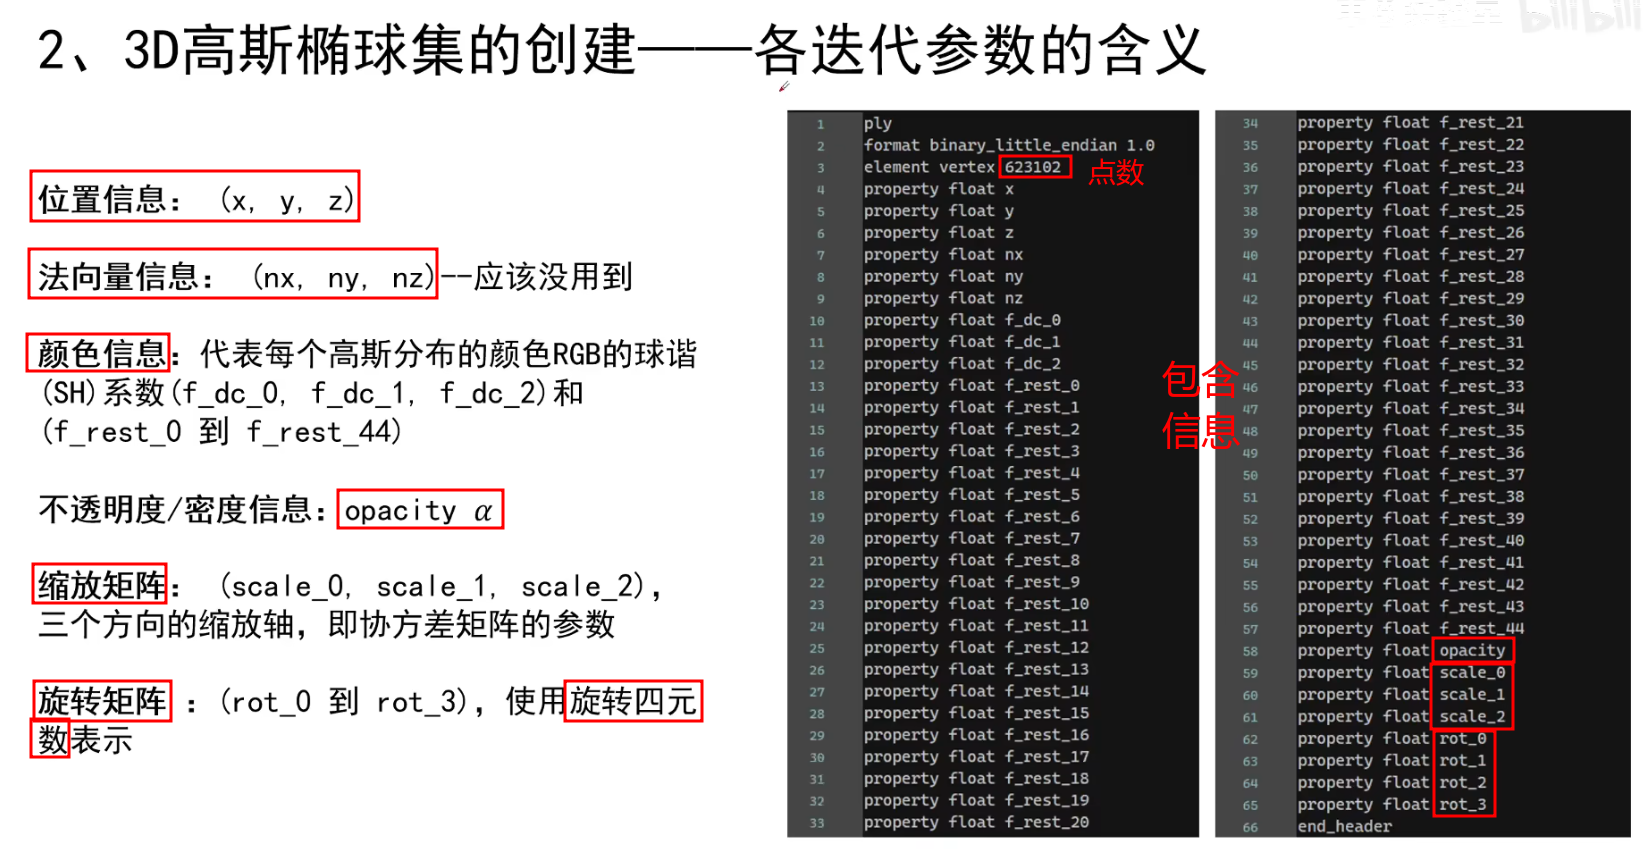 2、3D高斯椭球集的创建——各迭代参数的含义
位置信息： (x, y, z)
法向量信息： (nx, ny, nz)--应该没用到
颜色信息：代表每个高斯分布的颜色RGB的球谐
(SH)系数(f_dc_0, f_dc_1, f_dc_2)和
(f_rest_0 到 f_rest_44)
不透明度/密度信息：opacity α
缩放矩阵： (scale_0, scale_1, scale_2)，
三个方向的缩放轴，即协方差矩阵的参数
旋转矩阵 ：(rot_0 到 rot_3)，使用旋转四元
数表示
1 ply
2 format binary_little_endian 1.0
3 element vertex 623102 点数
4 property float x
5 property float y
6 property float z
7 property float nx
8 property float ny
9 property float nz
10 property float f_dc_0
11 property float f_dc_1
12 property float f_dc_2
13 property float f_rest_0
14 property float f_rest_1
15 property float f_rest_2
16 property float f_rest_3
17 property float f_rest_4
18 property float f_rest_5
19 property float f_rest_6
20 property float f_rest_7
21 property float f_rest_8
22 property float f_rest_9
23 property float f_rest_10
24 property float f_rest_11
25 property float f_rest_12
26 property float f_rest_13
27 property float f_rest_14
28 property float f_rest_15
29 property float f_rest_16
30 property float f_rest_17
31 property float f_rest_18
32 property float f_rest_19
33 property float f_rest_20
包含
信息
34 property float f_rest_21
35 property float f_rest_22
36 property float f_rest_23
37 property float f_rest_24
38 property float f_rest_25
39 property float f_rest_26
40 property float f_rest_27
41 property float f_rest_28
42 property float f_rest_29
43 property float f_rest_30
44 property float f_rest_31
45 property float f_rest_32
46 property float f_rest_33
47 property float f_rest_34
48 property float f_rest_35
49 property float f_rest_36
50 property float f_rest_37
51 property float f_rest_38
52 property float f_rest_39
53 property float f_rest_40
54 property float f_rest_41
55 property float f_rest_42
56 property float f_rest_43
57 property float f_rest_44
58 property float opacity
59 property float scale_0
60 property float scale_1
61 property float scale_2
62 property float rot_0
63 property float rot_1
64 property float rot_2
65 property float rot_3
66 end_header
bilibili